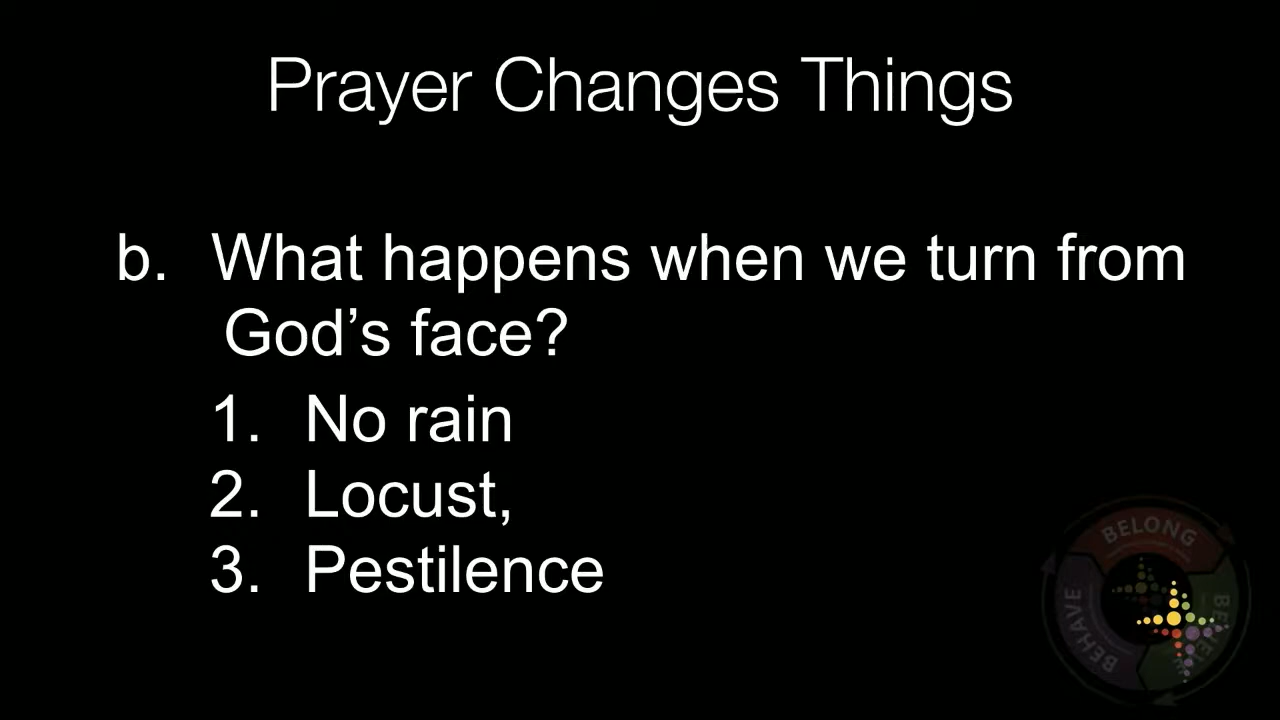 Prayer Changes Things
b. What happens when we turn from
God’s face?
1. No rain
2. Locust,
3. Pestilence
BELONG
BEHAVE